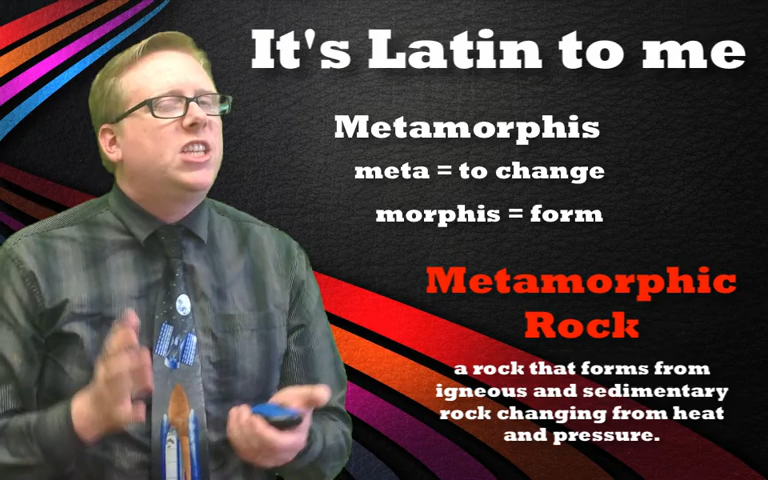 It's Latin to me
Metamorphis
meta = to change
morphis = form
Metamorphic
Rock
a rock that forms from
igneous and sedimentary
rock changing from heat
and pressure.